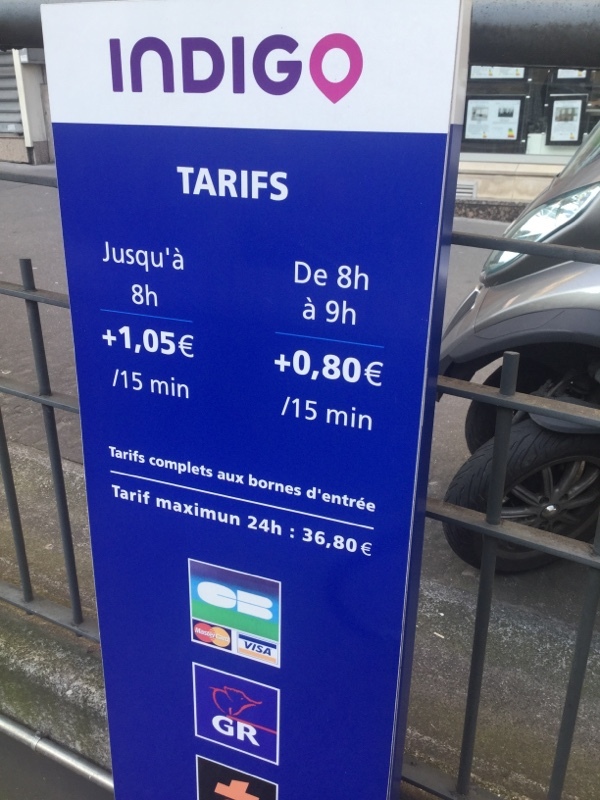 INDIGO
TARIFS
Jusqu'à
8h
+1,05€
/15 min
De 8h
à 9h
+0,80€
/15 min
Tarifs complets aux bornes d'entrée
Tarif maximun 24h : 36,80€
CB
MasterCard
VISA
GR